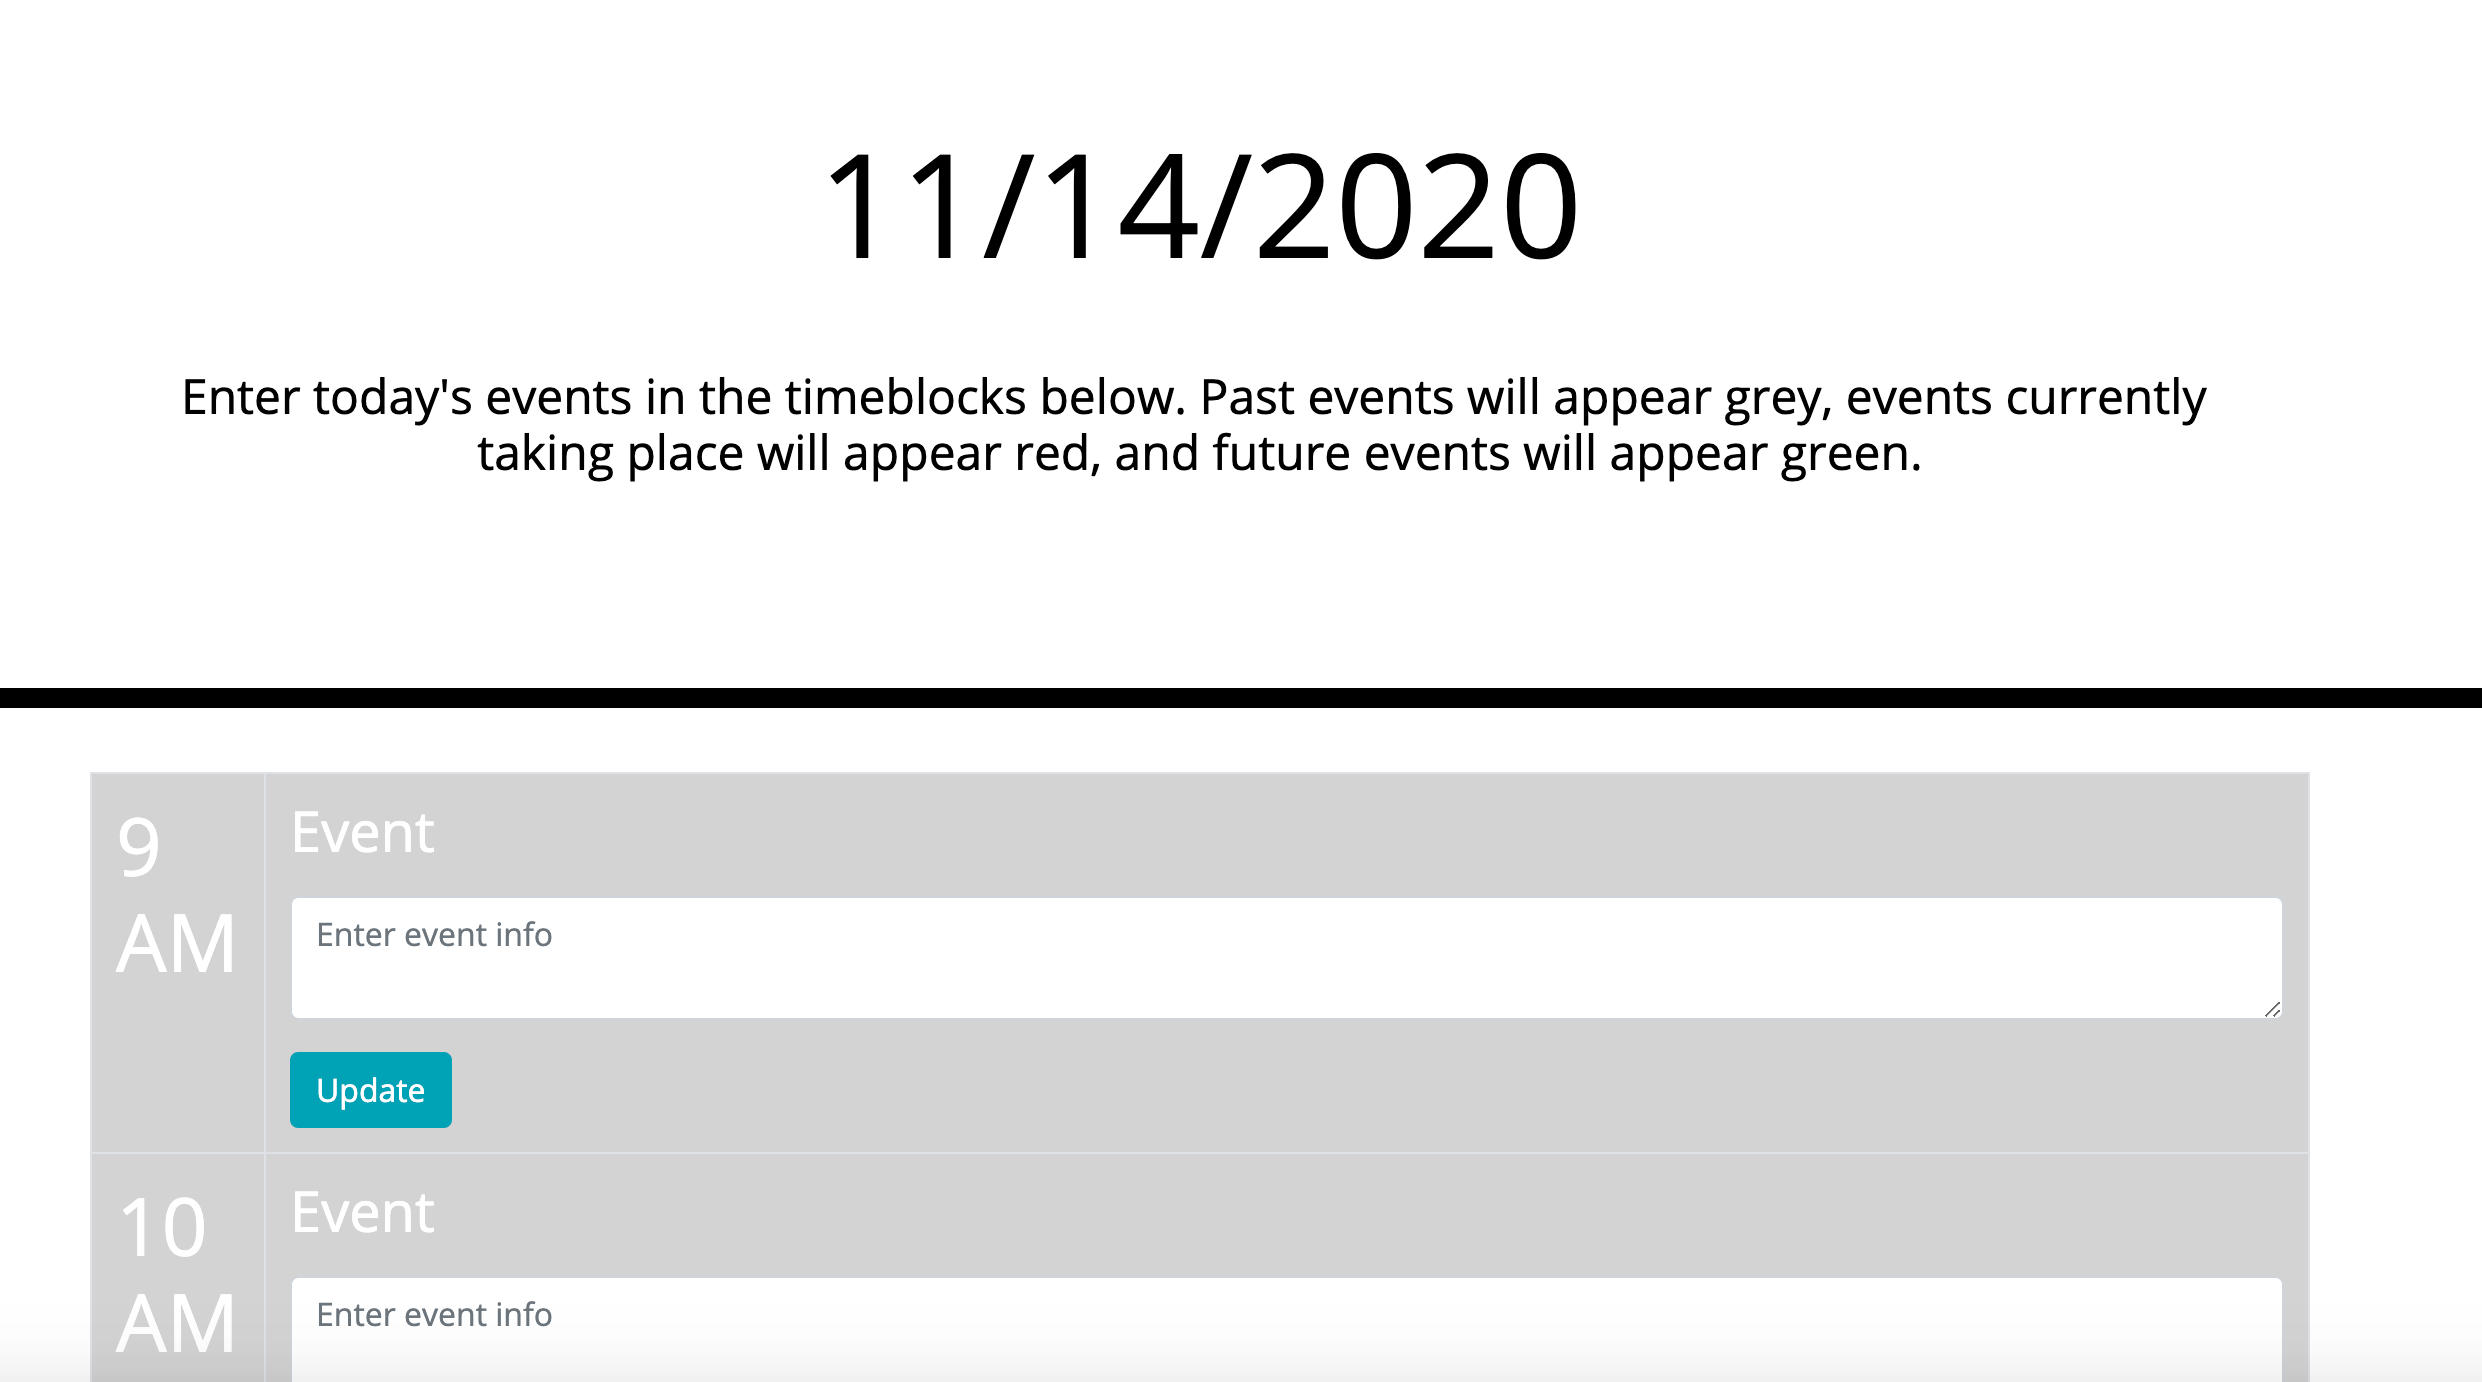 11/14/2020
Enter today's events in the timeblocks below. Past events will appear grey, events currently
taking place will appear red, and future events will appear green.
9
AM
Event
Enter event info
Update
10
AM
Event
Enter event info